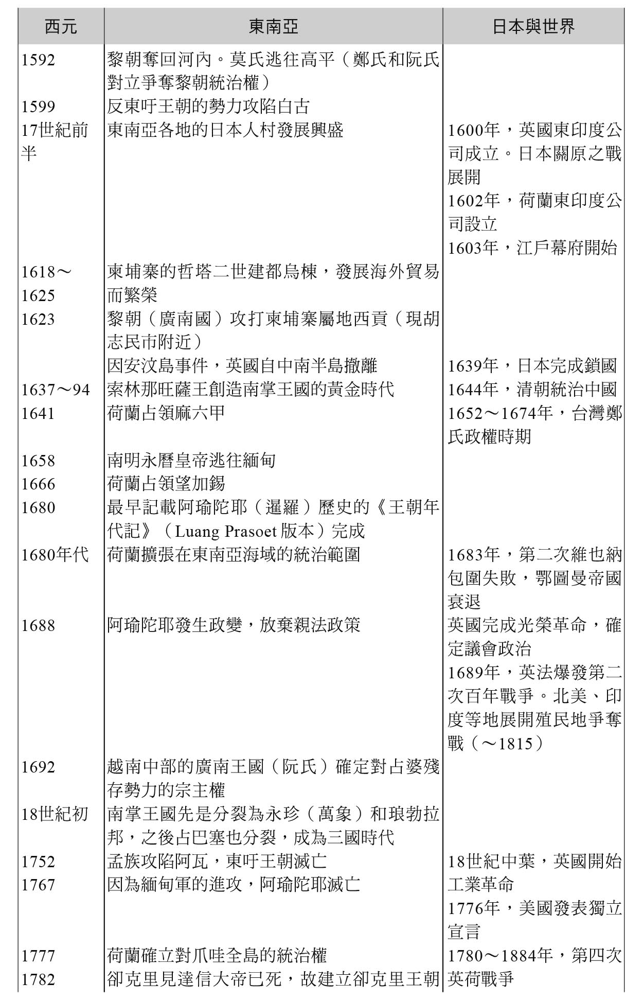 西元 東南亞 日本與世界
1592 黎朝奪回河內。莫氏逃往高平（鄭氏和阮氏
對立爭奪黎朝統治權）
1599 反東吁王朝的勢力攻陷白古
17世紀前 東南亞各地的日本人村發展興盛 1600年，英國東印度公
半 司成立。日本關原之戰
展開
1602年，荷蘭東印度公
司設立
1603年，江戶幕府開始
1618～ 柬埔寨的哲塔二世建都烏棟，發展海外貿易
1625 而繁榮
1623 黎朝（廣南國）攻打柬埔寨屬地西貢（現胡
志民市附近）
因安汶島事件，英國自中南半島撤離 1639年，日本完成鎖國
1637～94 索林那旺薩王創造南掌王國的黃金時代 1644年，清朝統治中國
1641 荷蘭占領麻六甲 1652～1674年，台灣鄭
氏政權時期
1658 南明永曆皇帝逃往緬甸
1666 荷蘭占領望加錫
1680 最早記載阿瑜陀耶（暹羅）歷史的《王朝年
代記》（Luang Prasoet 版本）完成
1680年代 荷蘭擴張在東南亞海域的統治範圍 1683年，第二次維也納
包圍失敗，鄂圖曼帝國
衰退
1688 阿瑜陀耶發生政變，放棄親法政策 英國完成光榮革命，確
定議會政治
1689年，英法爆發第二
次百年戰爭。北美、印
度等地展開殖民地爭奪
戰（～1815）
1692 越南中部的廣南王國（阮氏）確定對占婆殘
存勢力的宗主權
18世紀初 南掌王國先是分裂為永珍（萬象）和琅勃拉
邦，之後占巴塞也分裂，成為三國時代
1752 孟族攻陷阿瓦，東吁王朝滅亡 18世紀中葉，英國開始
1767 因為緬甸軍的進攻，阿瑜陀耶滅亡 工業革命
1776年，美國發表獨立
宣言
1777 荷蘭確立對爪哇全島的統治權 1780～1884年，第四次
1782 卻克里見達信大帝已死，故建立卻克里王朝 英荷戰爭